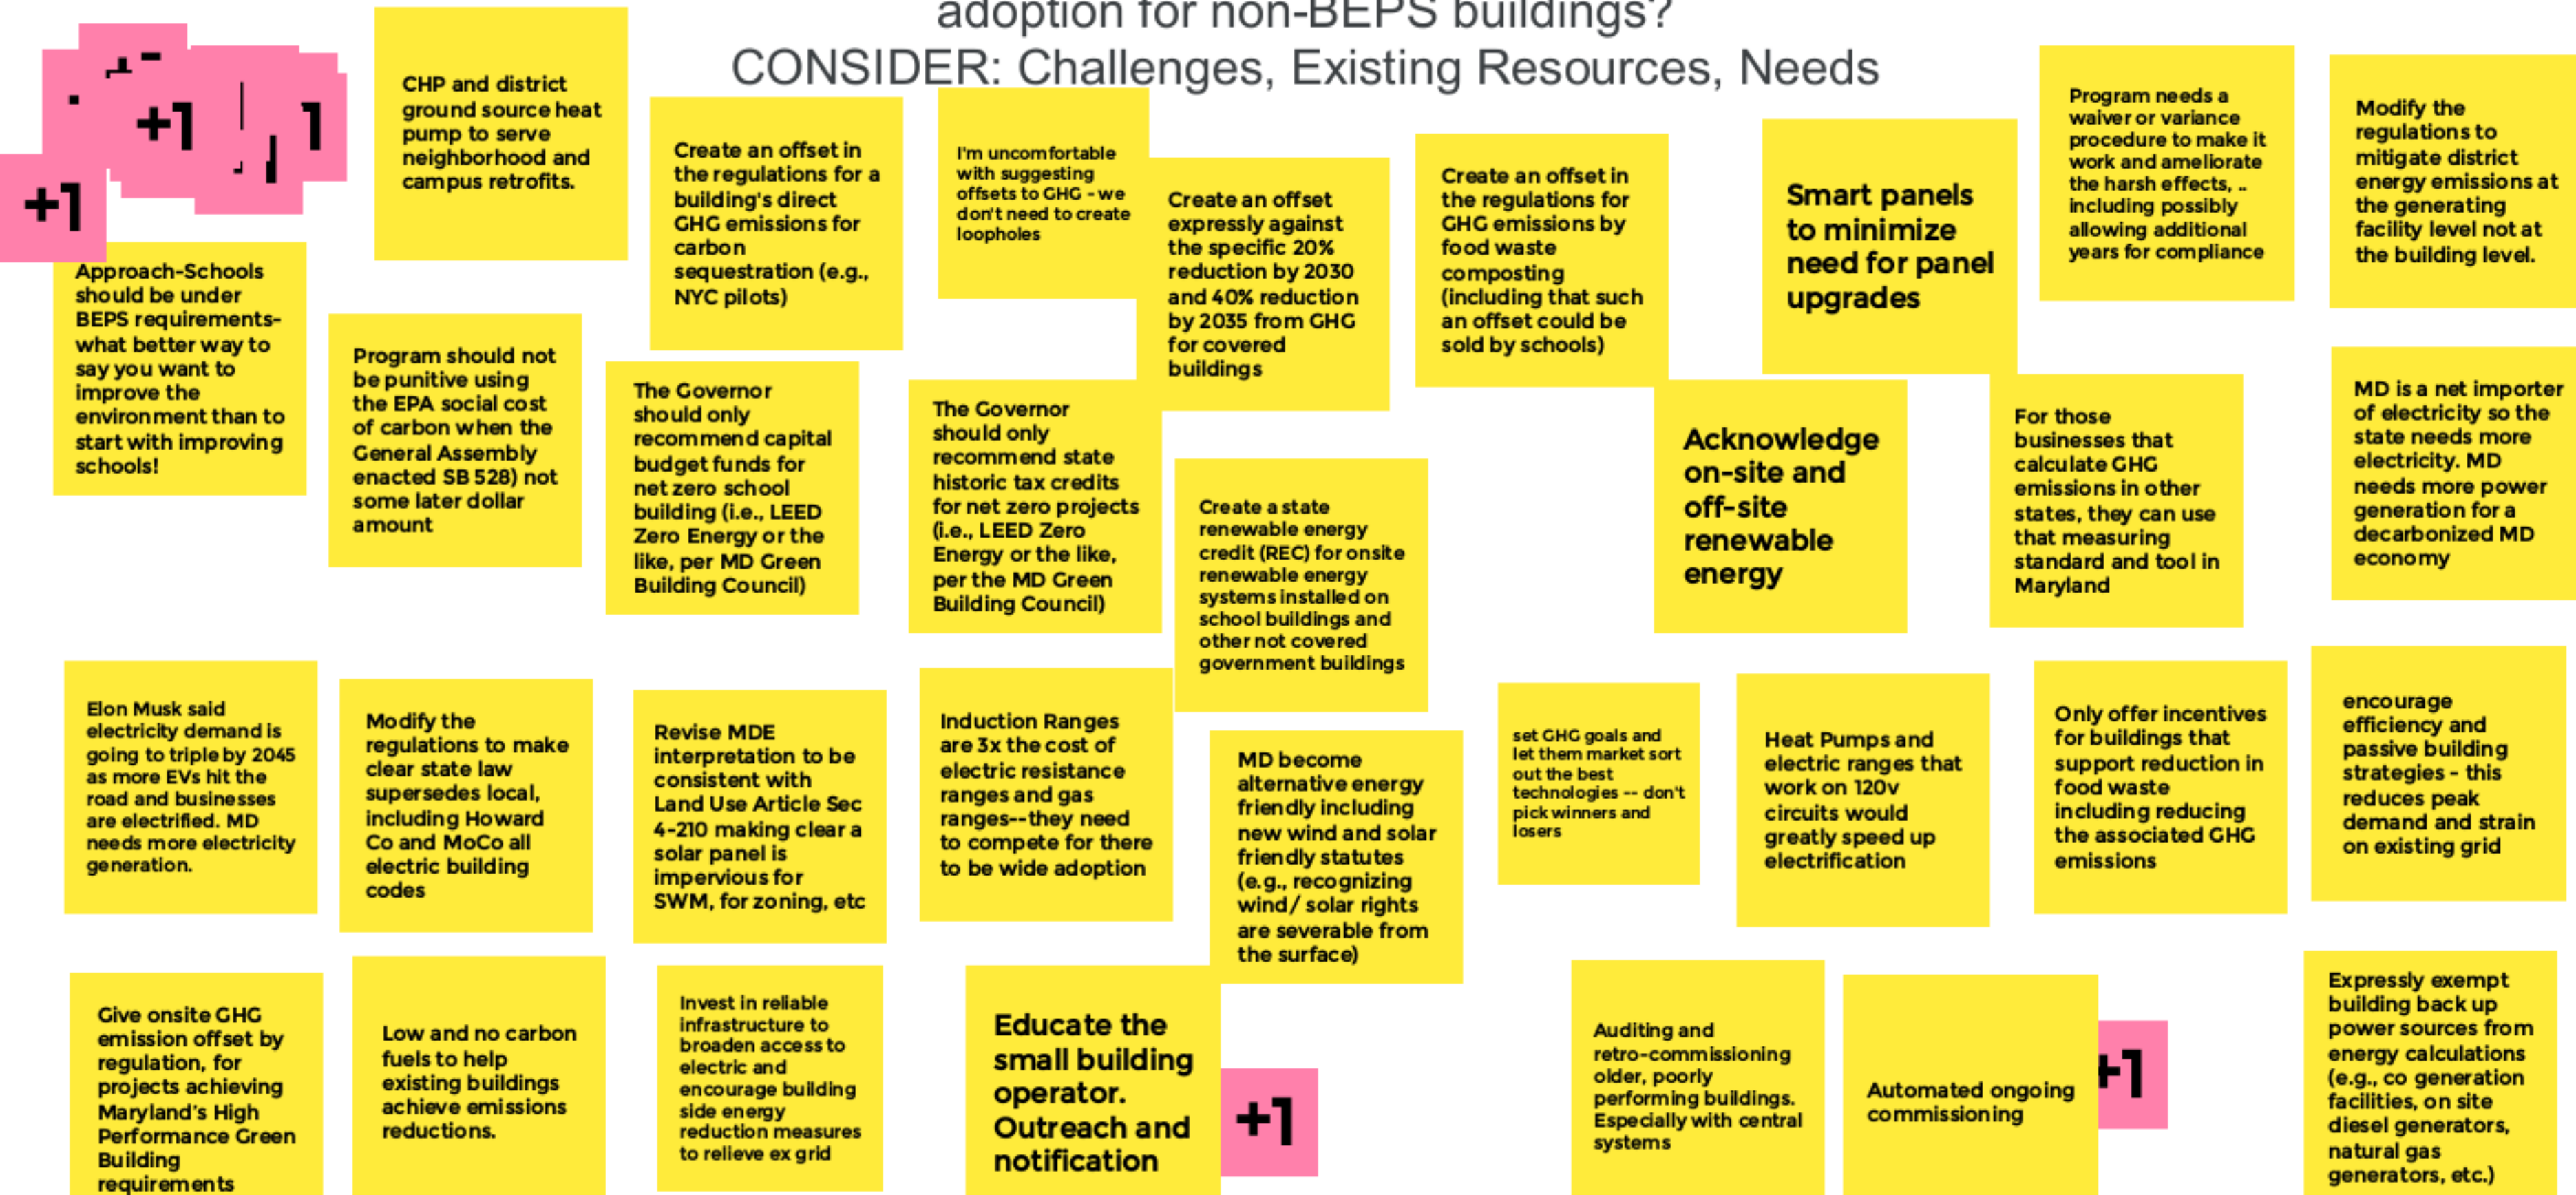 adoption for non-BEPS buildings?
CONSIDER: Challenges, Existing Resources, Needs
+1
1
+1
CHP and district
ground source heat
pump to serve
neighborhood and
campus retrofits.
Create an offset in
the regulations for a
building's direct
GHG emissions for
carbon
sequestration (e.g.,
NYC pilots)
I'm uncomfortable
with suggesting
offsets to GHG - we
don't need to create
loopholes
Create an offset
expressly against
the specific 20%
reduction by 2030
and 40% reduction
by 2035 from GHG
for covered
buildings
Create an offset in
the regulations for
GHG emissions by
food waste
composting
(including that such
an offset could be
sold by schools)
Smart panels
to minimize
need for panel
upgrades
Program needs a
waiver or variance
procedure to make it
work and ameliorate
the harsh effects, ..
including possibly
allowing additional
years for compliance
Modify the
regulations to
mitigate district
energy emissions at
the generating
facility level not at
the building level.
Approach-Schools
should be under
BEPS requirements-
what better way to
say you want to
improve the
environment than to
start with improving
schools!
Program should not
be punitive using
the EPA social cost
of carbon when the
General Assembly
enacted SB 528) not
some later dollar
amount
The Governor
should only
recommend capital
budget funds for
net zero school
building (i.e., LEED
Zero Energy or the
like, per MD Green
Building Council)
The Governor
should only
recommend state
historic tax credits
for net zero projects
(i.e., LEED Zero
Energy or the like,
per the MD Green
Building Council)
Create a state
renewable energy
credit (REC) for onsite
renewable energy
systems installed on
school buildings and
other not covered
government buildings
Acknowledge
on-site and
off-site
renewable
energy
For those
businesses that
calculate GHG
emissions in other
states, they can use
that measuring
standard and tool in
Maryland
MD is a net importer
of electricity so the
state needs more
electricity. MD
needs more power
generation for a
decarbonized MD
economy
Elon Musk said
electricity demand is
going to triple by 2045
as more EVs hit the
road and businesses
are electrified. MD
needs more electricity
generation.
Modify the
regulations to make
clear state law
supersedes local,
including Howard
Co and MoCo all
electric building
codes
Revise MDE
interpretation to be
consistent with
Land Use Article Sec
4-210 making clear a
solar panel is
impervious for
SWM, for zoning, etc
Induction Ranges
are 3x the cost of
electric resistance
ranges and gas
ranges--they need
to compete for there
to be wide adoption
MD become
alternative energy
friendly including
new wind and solar
friendly statutes
(e.g., recognizing
wind/ solar rights
are severable from
the surface)
set GHG goals and
let them market sort
out the best
technologies -- don't
pick winners and
losers
Heat Pumps and
electric ranges that
work on 120v
circuits would
greatly speed up
electrification
Only offer incentives
for buildings that
support reduction in
food waste
including reducing
the associated GHG
emissions
encourage
efficiency and
passive building
strategies - this
reduces peak
demand and strain
on existing grid
Give onsite GHG
emission offset by
regulation, for
projects achieving
Maryland's High
Performance Green
Building
requirements
Low and no carbon
fuels to help
existing buildings
achieve emissions
reductions.
Invest in reliable
infrastructure to
broaden access to
electric and
encourage building
side energy
reduction measures
to relieve ex grid
Educate the
small building
operator.
Outreach and
notification
+1
Auditing and
retro-commissioning
older, poorly
performing buildings.
Especially with central
systems
Automated ongoing
commissioning
+1
Expressly exempt
building back up
power sources from
energy calculations
(e.g., co generation
facilities, on site
diesel generators,
natural gas
generators, etc.)